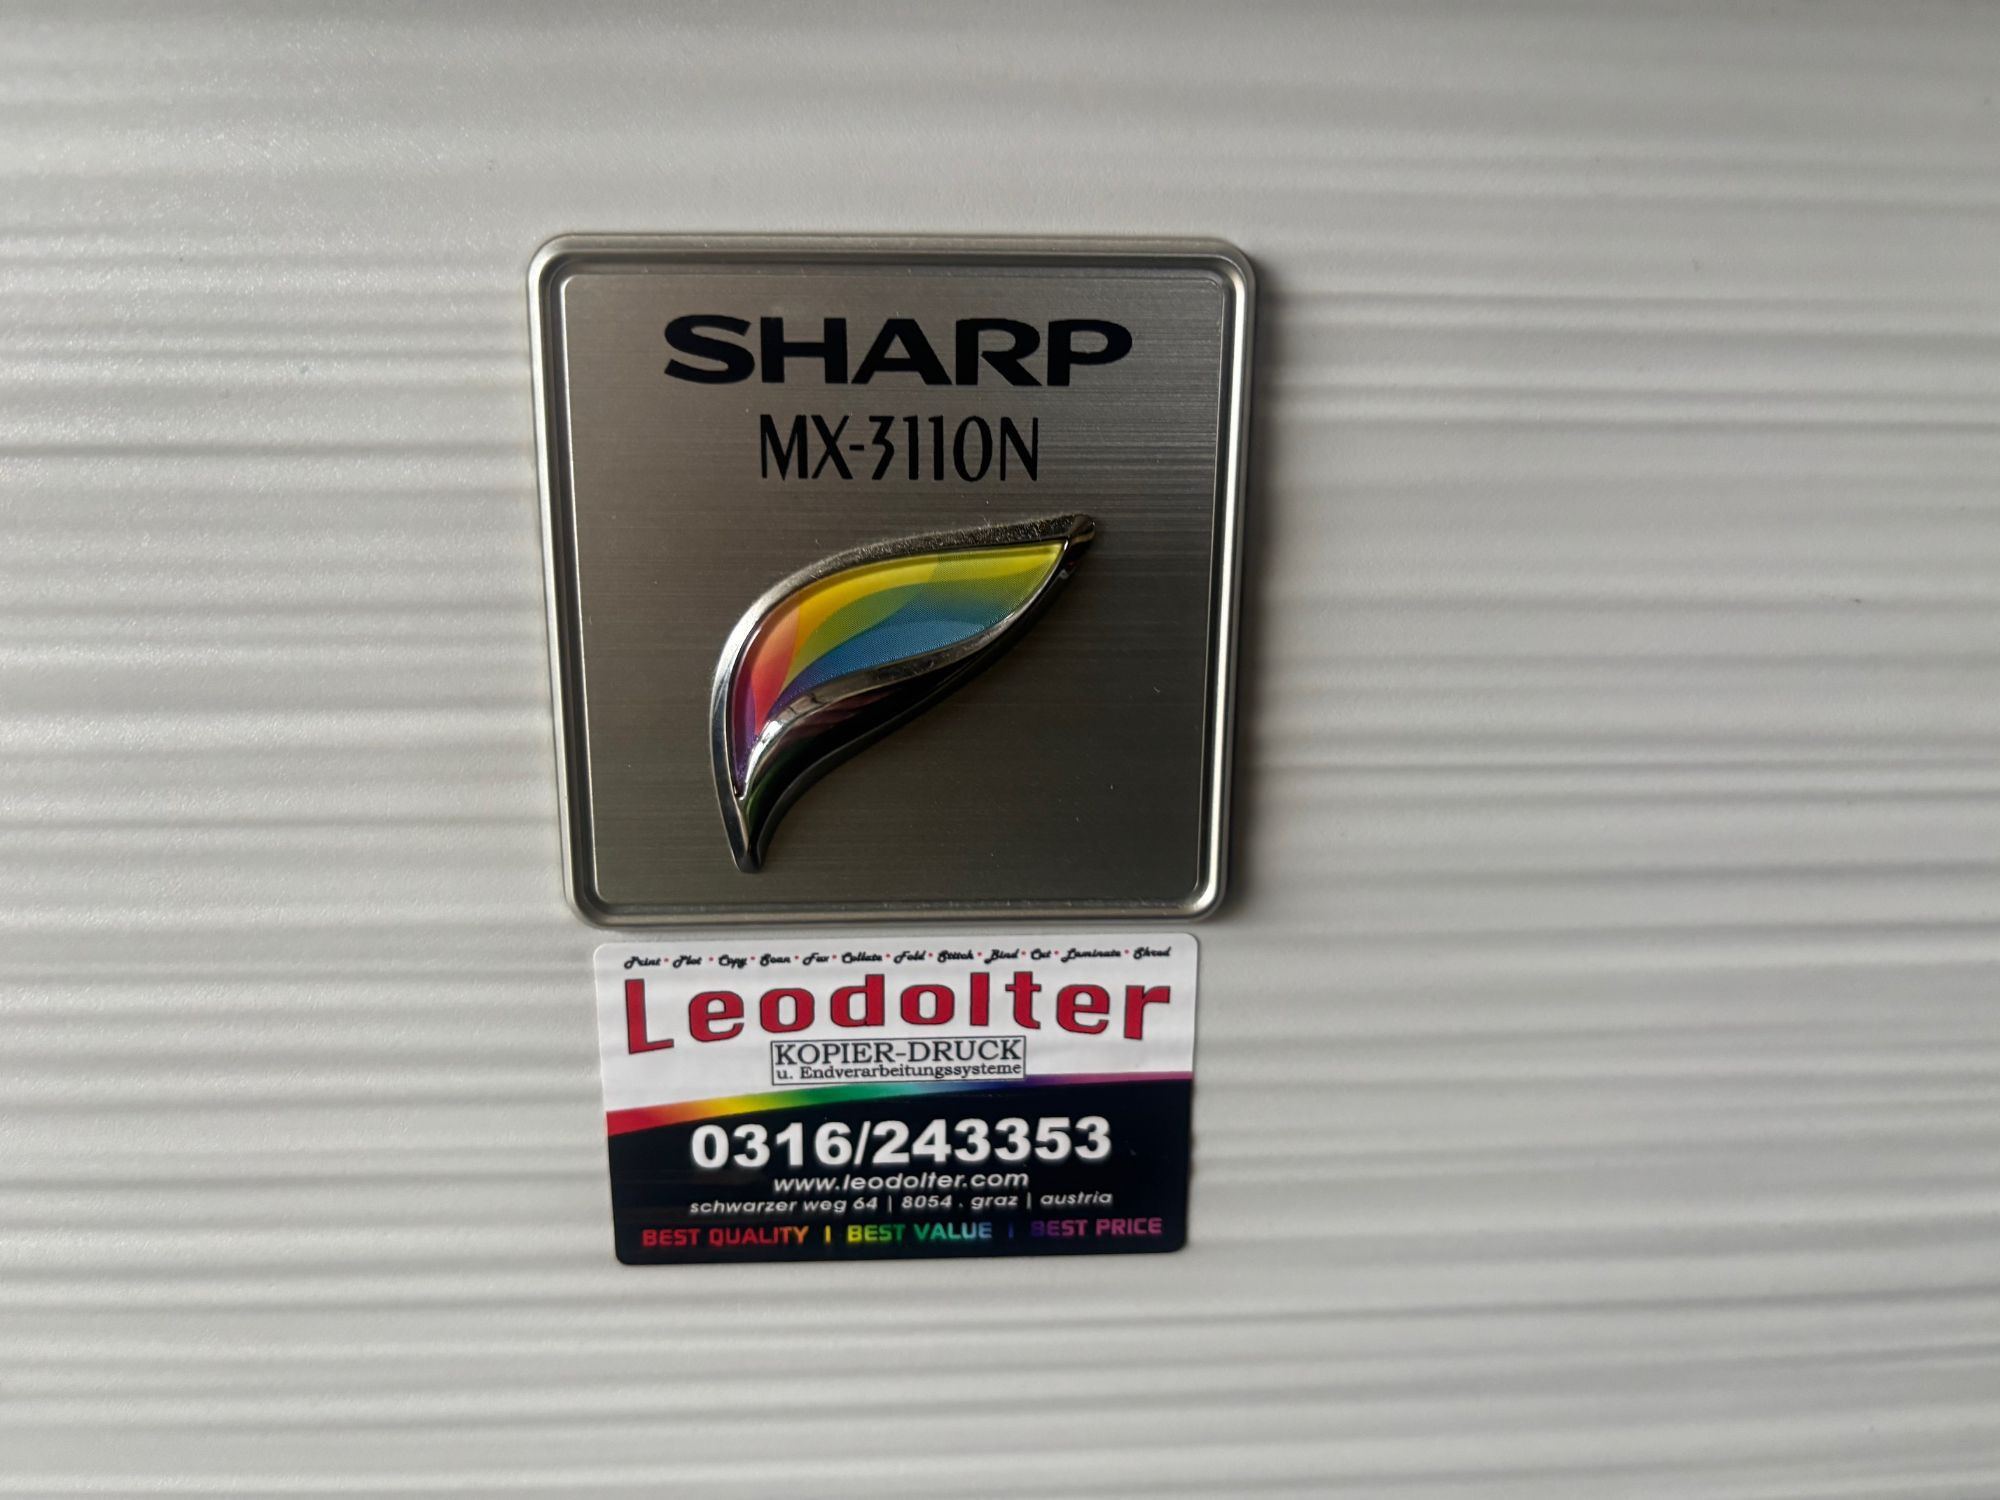 SHARP
MX-3110N
Print • Plot • Copy • Scan • Fax • Collate • Fold • Stitch • Bind • Cut • Laminate • Shred
Leodolter
KOPIER-DRUCK
u. Endverarbeitungssysteme
0316/243353
www.leodolter.com
schwarzer weg 64 | 8054 . graz | austria
BEST QUALITY | BEST VALUE | BEST PRICE